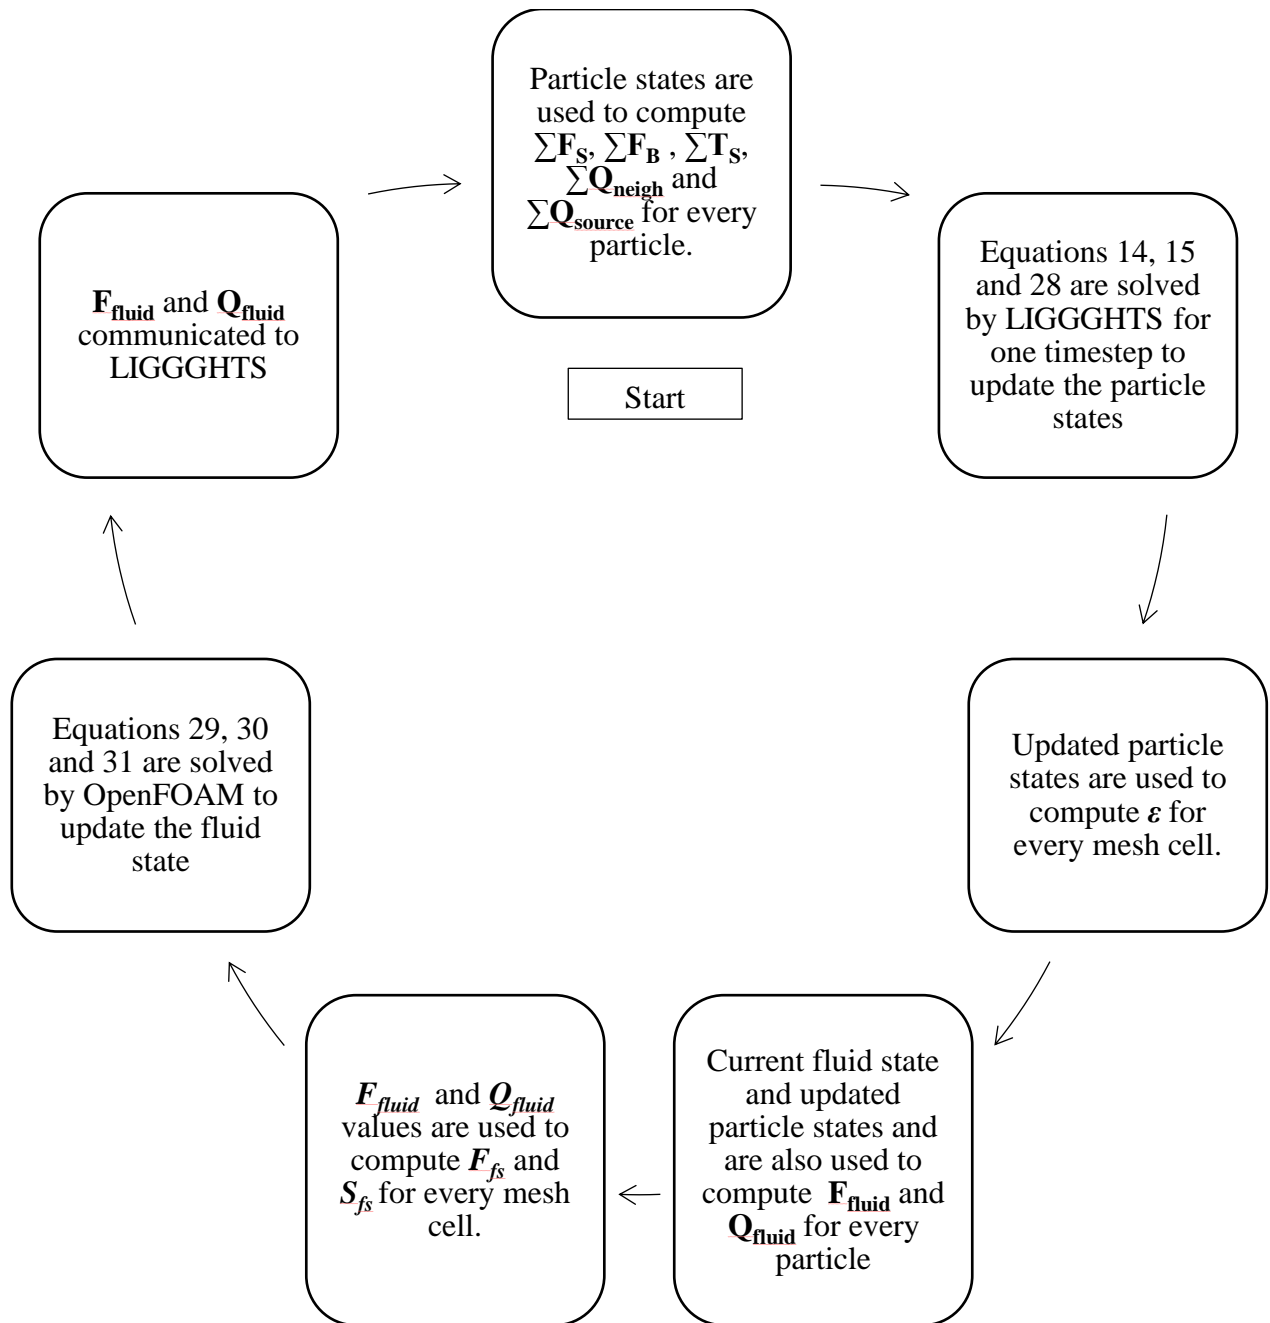 Particle states are
used to compute
∑F_S, ∑F_B , ∑T_S,
∑Q_neigh and
∑Q_source for every
particle.
Start
Equations 14, 15
and 28 are solved
by LIGGGHTS for
one timestep to
update the particle
states
Updated particle
states are used to
compute ε for
every mesh cell.
Current fluid state
and updated
particle states and
are also used to
compute F_fluid and
Q_fluid for every
particle
F_fluid and Q_fluid
values are used to
compute F_fs and
S_fs for every mesh
cell.
Equations 29, 30
and 31 are solved
by OpenFOAM to
update the fluid
state
F_fluid and Q_fluid
communicated to
LIGGGHTS